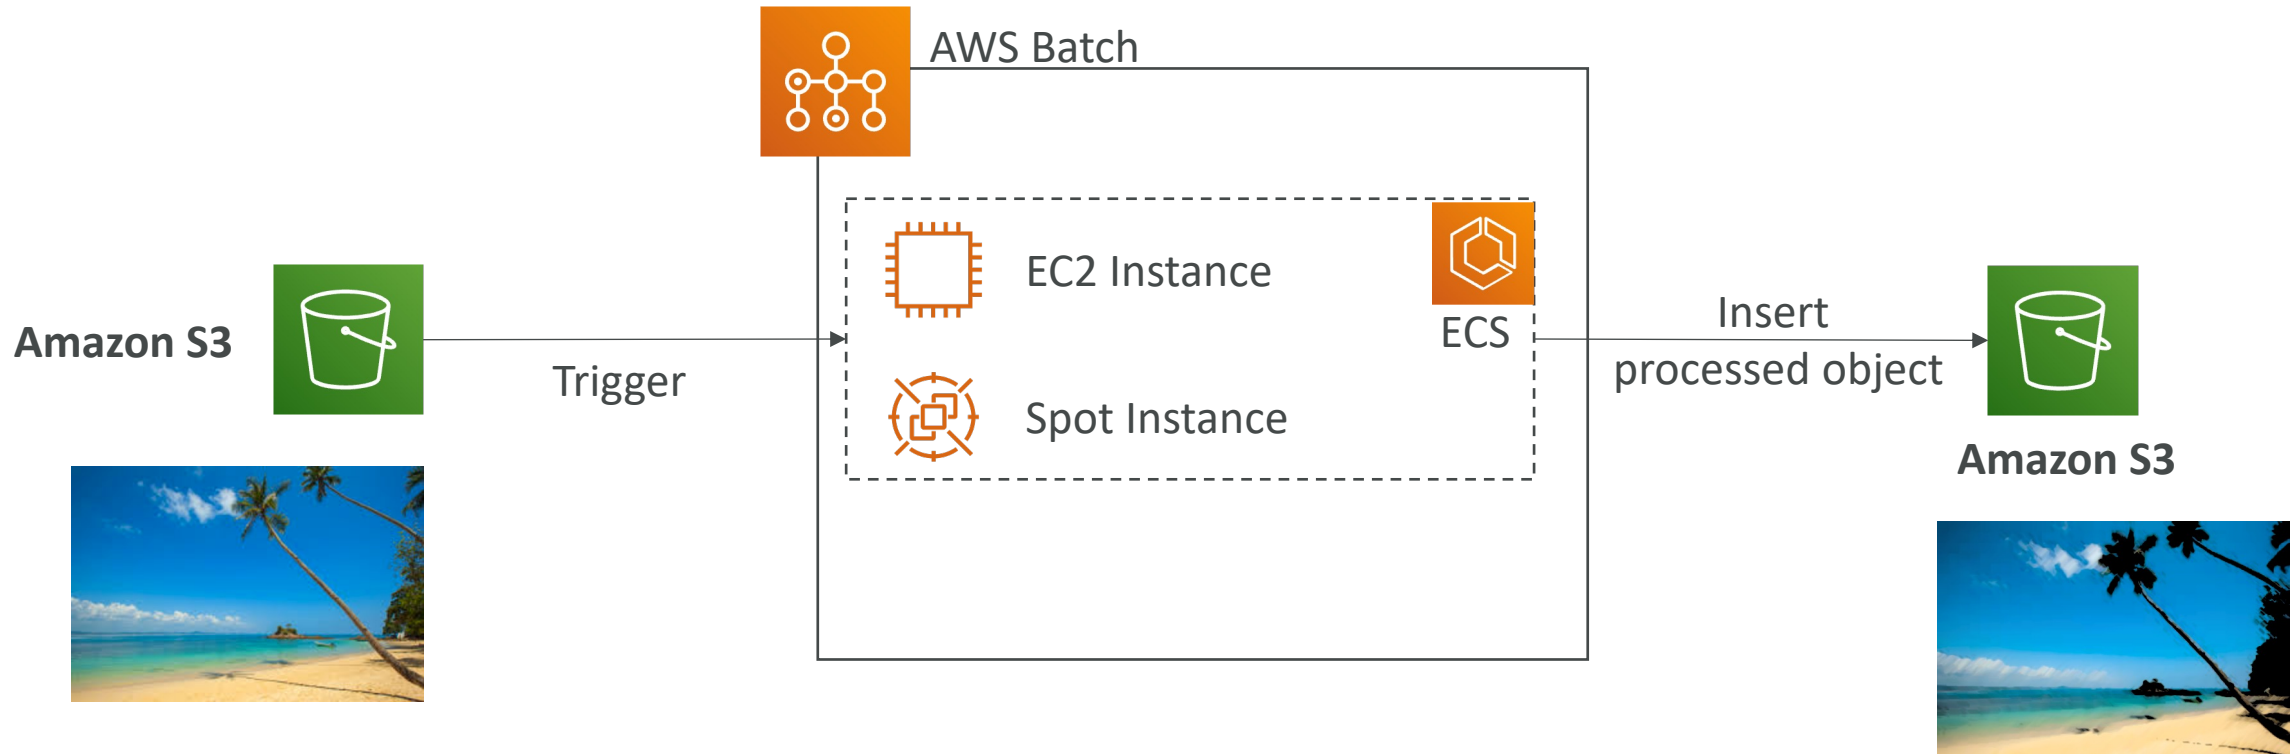 AWS Batch
EC2 Instance
ECS
Spot Instance
Amazon S3
Trigger
Insert
processed object
Amazon S3